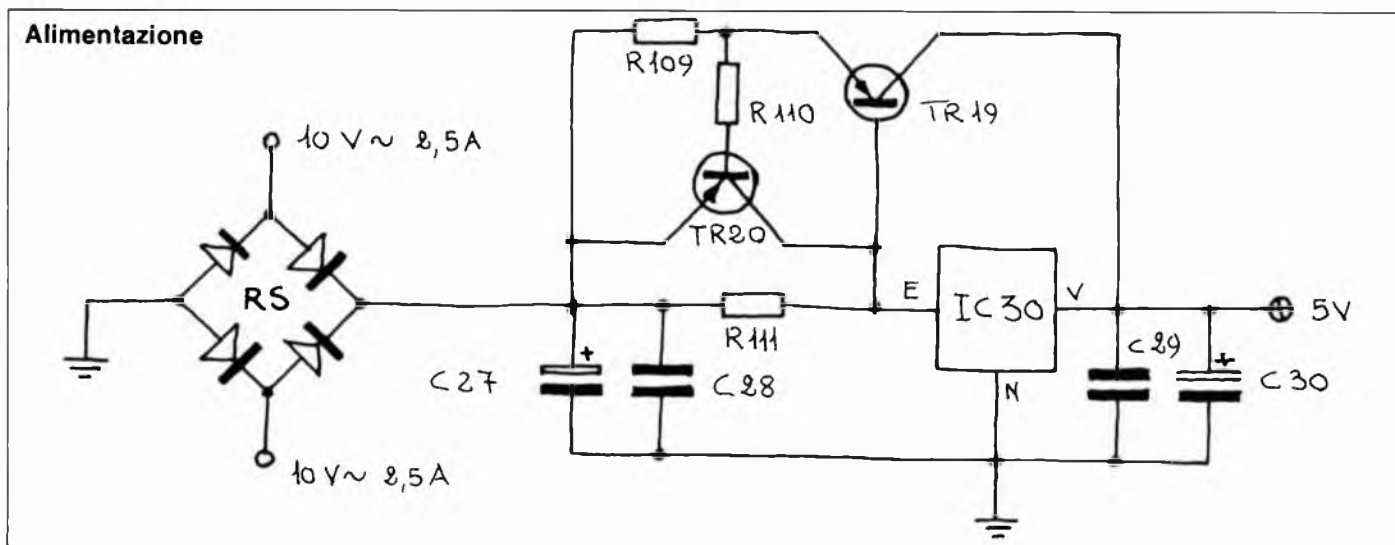 Alimentazione
R109
R110
TR19
10 V ~ 2,5A
TR20
RS
E
IC30
V
5V
R111
+
C27
C28
N
C29
+
C30
10 V ~ 2,5A